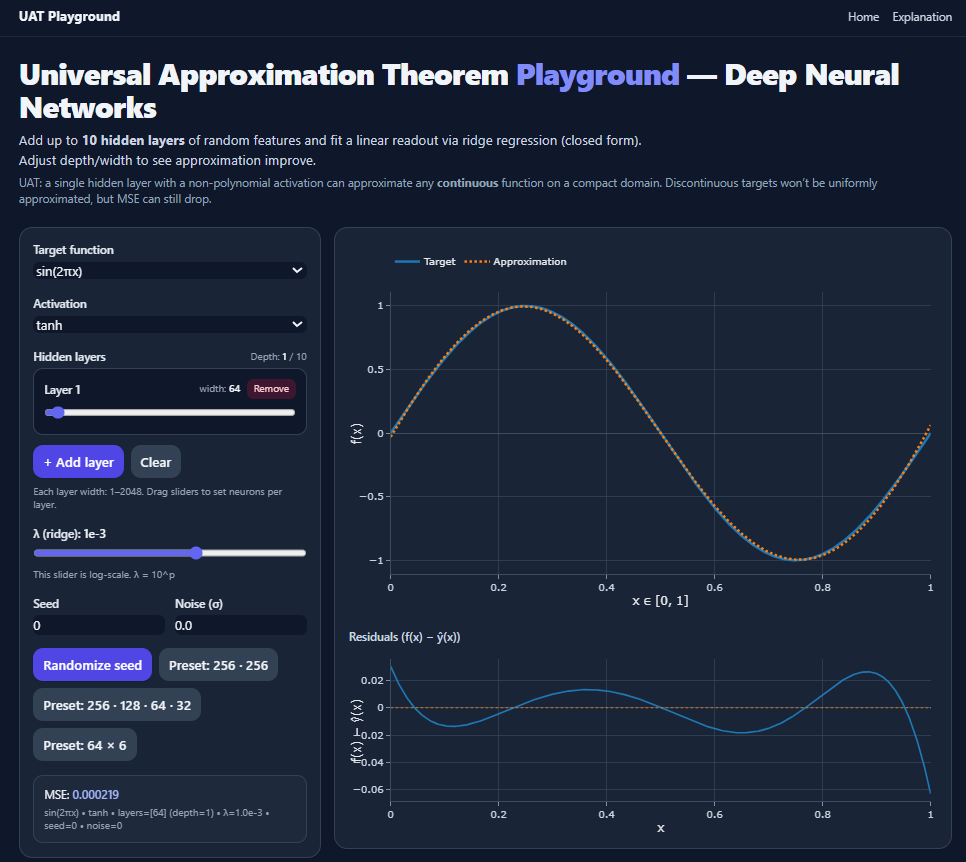 UAT Playground
Home Explanation
Universal Approximation Theorem Playground — Deep Neural
Networks
Add up to 10 hidden layers of random features and fit a linear readout via ridge regression (closed form).
Adjust depth/width to see approximation improve.
UAT: a single hidden layer with a non-polynomial activation can approximate any continuous function on a compact domain. Discontinuous targets won't be uniformly
approximated, but MSE can still drop.
Target function
sin(2πx)
Activation
tanh
Hidden layers Depth: 1 / 10
Layer 1 width: 64 Remove
+ Add layer Clear
Each layer width: 1–2048. Drag sliders to set neurons per
layer.
λ (ridge): 1e-3
This slider is log-scale. λ = 10^p
Seed Noise (σ)
0 0.0
Randomize seed Preset: 256 · 256
Preset: 256 · 128 · 64 · 32
Preset: 64 × 6
MSE: 0.000219
sin(2πx) • tanh • layers=[64] (depth=1) • λ=1.0e-3 •
seed=0 • noise=0
Target Approximation
1
0.5
0
−0.5
−1
f(x)
0 0.2 0.4 0.6 0.8 1
x ∈ [0, 1]
Residuals (f(x) − ŷ(x))
0.02
0
−0.02
−0.04
−0.06
f(x) − ŷ(x)
0 0.2 0.4 0.6 0.8 1
x